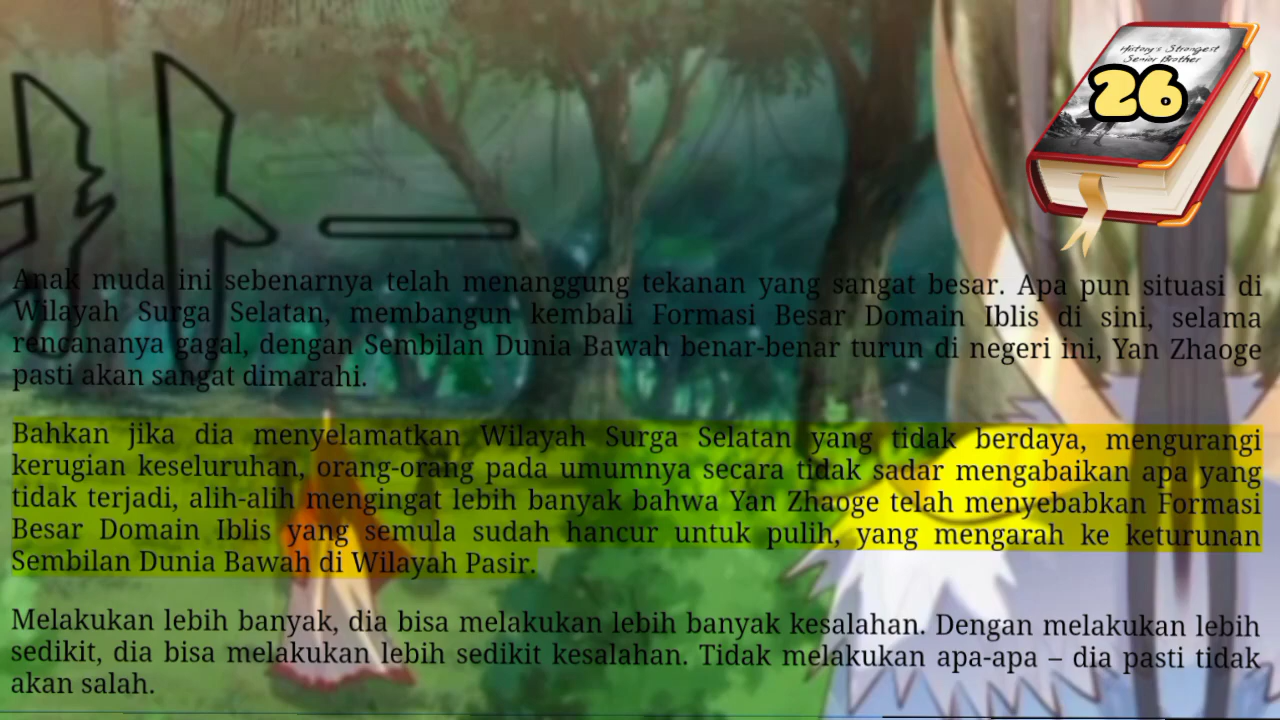 History's Strongest
Senior Brother
26
Anak muda ini sebenarnya telah menanggung tekanan yang sangat besar. Apa pun situasi di
Wilayah Surga Selatan, membangun kembali Formasi Besar Domain Iblis di sini, selama
rencananya gagal, dengan Sembilan Dunia Bawah benar-benar turun di negeri ini, Yan Zhaoge
pasti akan sangat dimarahi.
Bahkan jika dia menyelamatkan Wilayah Surga Selatan yang tidak berdaya, mengurangi
kerugian keseluruhan, orang-orang pada umumnya secara tidak sadar mengabaikan apa yang
tidak terjadi, alih-alih mengingat lebih banyak bahwa Yan Zhaoge telah menyebabkan Formasi
Besar Domain Iblis yang semula sudah hancur untuk pulih, yang mengarah ke keturunan
Sembilan Dunia Bawah di Wilayah Pasir.
Melakukan lebih banyak, dia bisa melakukan lebih banyak kesalahan. Dengan melakukan lebih
sedikit, dia bisa melakukan lebih sedikit kesalahan. Tidak melakukan apa-apa – dia pasti tidak
akan salah.